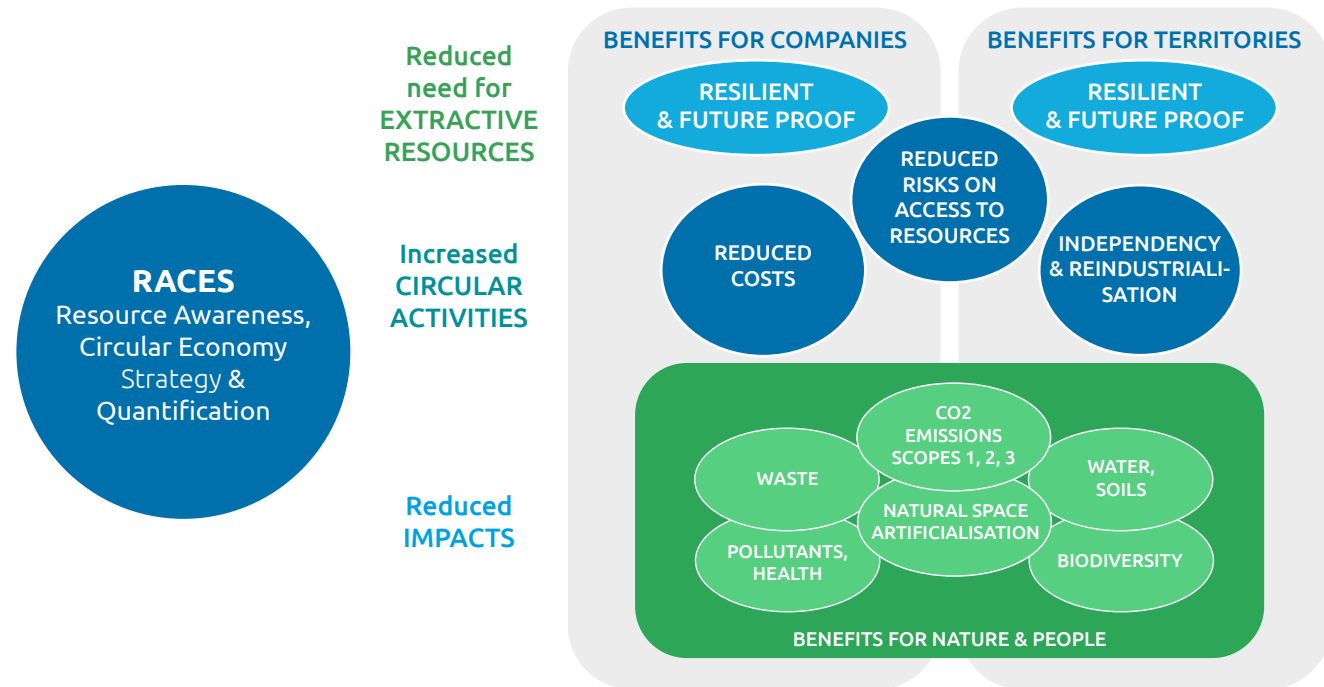 RACES
Resource Awareness,
Circular Economy
Strategy &
Quantification
Reduced
need for
EXTRACTIVE
RESOURCES
Increased
CIRCULAR
ACTIVITIES
Reduced
IMPACTS
BENEFITS FOR COMPANIES
BENEFITS FOR TERRITORIES
RESILIENT
& FUTURE PROOF
RESILIENT
& FUTURE PROOF
REDUCED
RISKS ON
ACCESS TO
RESOURCES
REDUCED
COSTS
INDEPENDENCY
& REINDUSTRIALI-
SATION
CO2
EMISSIONS
SCOPES 1, 2, 3
WASTE
WATER,
SOILS
NATURAL SPACE
ARTIFICIALISATION
POLLUTANTS,
HEALTH
BIODIVERSITY
BENEFITS FOR NATURE & PEOPLE